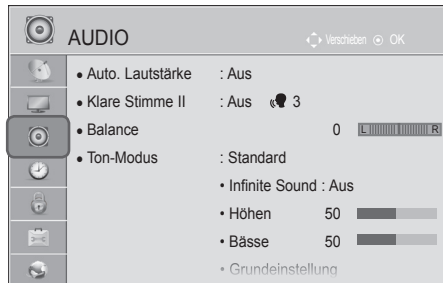 AUDIO
Verschieben OK
● Auto. Lautstärke : Aus
● Klare Stimme II : Aus 3
● Balance 0 L R
● Ton-Modus : Standard
• Infinite Sound : Aus
• Höhen 50
• Bässe 50
• Grundeinstellung